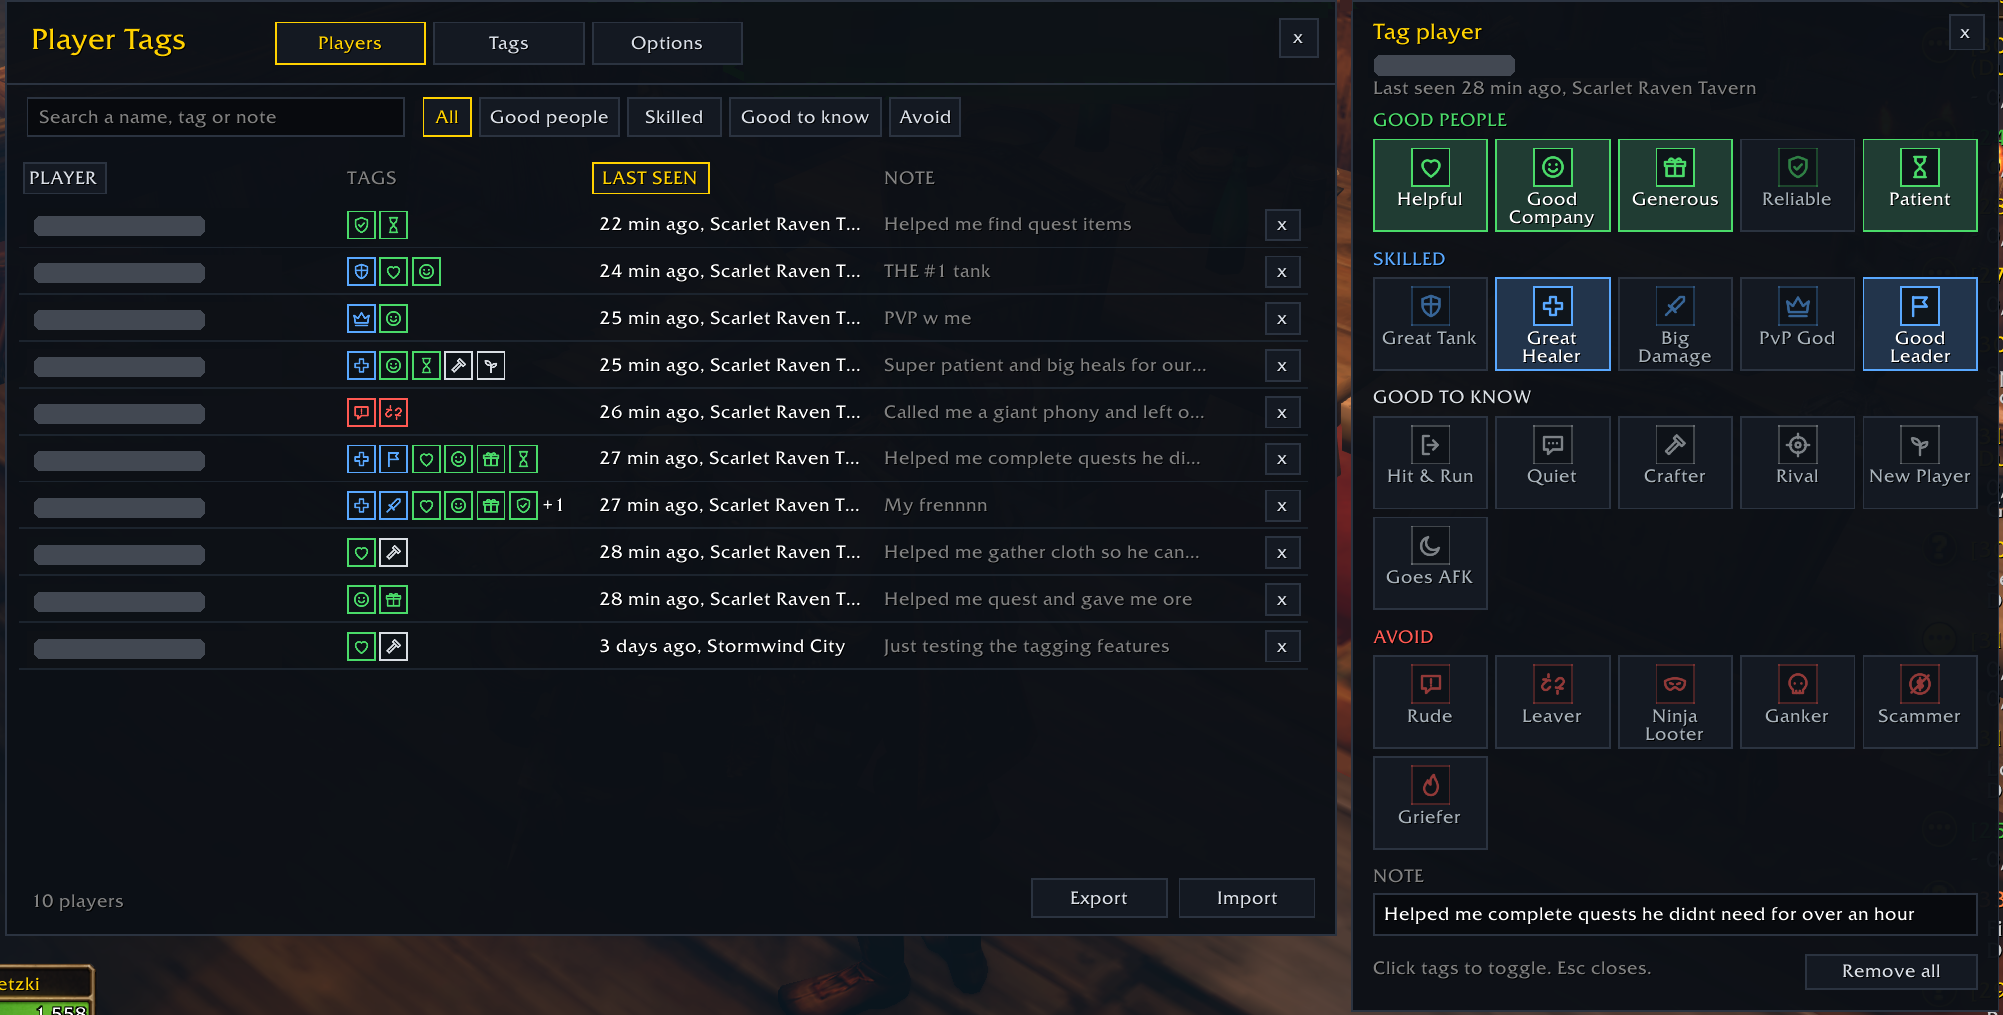 Player Tags
Players
Tags
Options
x
Search a name, tag or note
All
Good people
Skilled
Good to know
Avoid
PLAYER
TAGS
LAST SEEN
NOTE
22 min ago, Scarlet Raven T...
Helped me find quest items
x
24 min ago, Scarlet Raven T...
THE #1 tank
x
25 min ago, Scarlet Raven T...
PVP w me
x
25 min ago, Scarlet Raven T...
Super patient and big heals for our...
x
26 min ago, Scarlet Raven T...
Called me a giant phony and left o...
x
27 min ago, Scarlet Raven T...
Helped me complete quests he di...
x
+1
27 min ago, Scarlet Raven T...
My frennnn
x
28 min ago, Scarlet Raven T...
Helped me gather cloth so he can...
x
28 min ago, Scarlet Raven T...
Helped me quest and gave me ore
x
3 days ago, Stormwind City
Just testing the tagging features
x
10 players
Export
Import
etzki
1,558
Tag player
x
Last seen 28 min ago, Scarlet Raven Tavern
GOOD PEOPLE
Helpful
Good
Company
Generous
Reliable
Patient
SKILLED
Great Tank
Great
Healer
Big
Damage
PvP God
Good
Leader
GOOD TO KNOW
Hit & Run
Quiet
Crafter
Rival
New Player
Goes AFK
AVOID
Rude
Leaver
Ninja
Looter
Ganker
Scammer
Griefer
NOTE
Helped me complete quests he didnt need for over an hour
Click tags to toggle. Esc closes.
Remove all